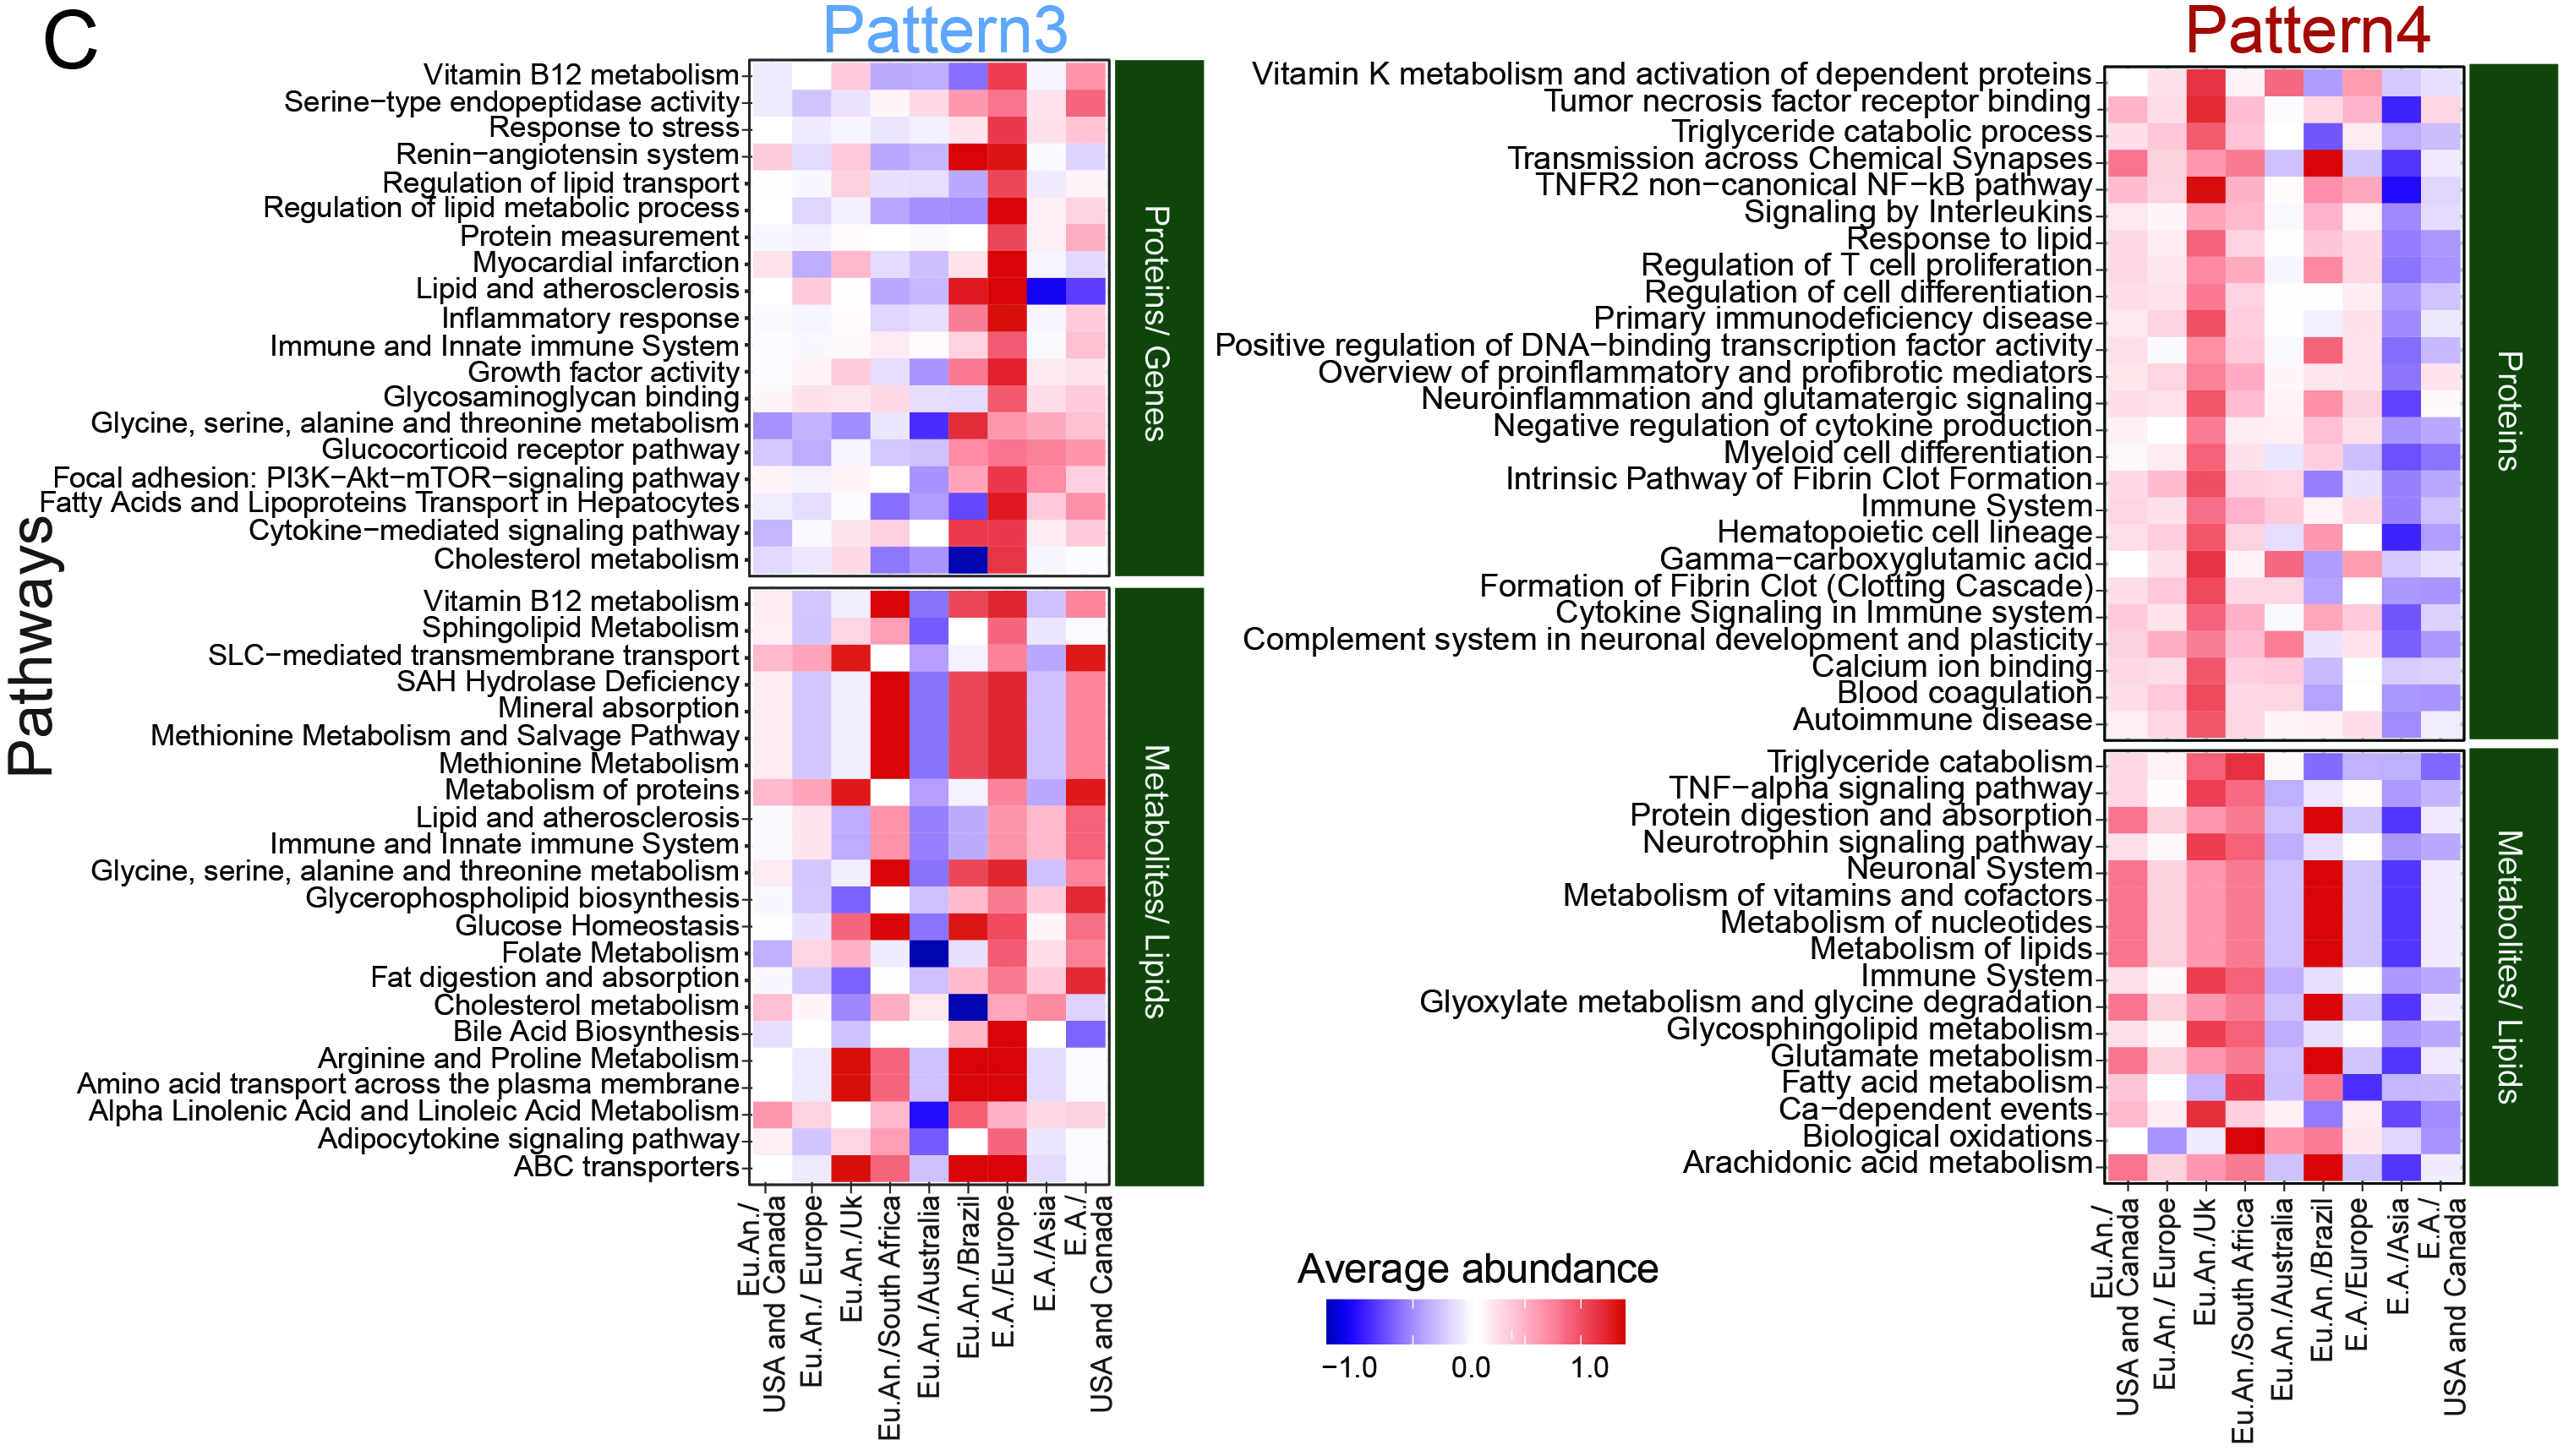 C
Pattern3
Pattern4
Pathways
Vitamin B12 metabolism
Serine−type endopeptidase activity
Response to stress
Renin−angiotensin system
Regulation of lipid transport
Regulation of lipid metabolic process
Protein measurement
Myocardial infarction
Lipid and atherosclerosis
Inflammatory response
Immune and Innate immune System
Growth factor activity
Glycosaminoglycan binding
Glycine, serine, alanine and threonine metabolism
Glucocorticoid receptor pathway
Focal adhesion: PI3K−Akt−mTOR−signaling pathway
Fatty Acids and Lipoproteins Transport in Hepatocytes
Cytokine−mediated signaling pathway
Cholesterol metabolism
Proteins/ Genes
Vitamin B12 metabolism
Sphingolipid Metabolism
SLC−mediated transmembrane transport
SAH Hydrolase Deficiency
Mineral absorption
Methionine Metabolism and Salvage Pathway
Methionine Metabolism
Metabolism of proteins
Lipid and atherosclerosis
Immune and Innate immune System
Glycine, serine, alanine and threonine metabolism
Glycerophospholipid biosynthesis
Glucose Homeostasis
Folate Metabolism
Fat digestion and absorption
Cholesterol metabolism
Bile Acid Biosynthesis
Arginine and Proline Metabolism
Amino acid transport across the plasma membrane
Alpha Linolenic Acid and Linoleic Acid Metabolism
Adipocytokine signaling pathway
ABC transporters
Metabolites/ Lipids
Eu.An./
USA and Canada
Eu.An./ Europe
Eu.An./Uk
Eu.An./South Africa
Eu.An./Australia
Eu.An./Brazil
E.A./Europe
E.A./Asia
E.A./
USA and Canada
Vitamin K metabolism and activation of dependent proteins
Tumor necrosis factor receptor binding
Triglyceride catabolic process
Transmission across Chemical Synapses
TNFR2 non−canonical NF−kB pathway
Signaling by Interleukins
Response to lipid
Regulation of T cell proliferation
Regulation of cell differentiation
Primary immunodeficiency disease
Positive regulation of DNA−binding transcription factor activity
Overview of proinflammatory and profibrotic mediators
Neuroinflammation and glutamatergic signaling
Negative regulation of cytokine production
Myeloid cell differentiation
Intrinsic Pathway of Fibrin Clot Formation
Immune System
Hematopoietic cell lineage
Gamma−carboxyglutamic acid
Formation of Fibrin Clot (Clotting Cascade)
Cytokine Signaling in Immune system
Complement system in neuronal development and plasticity
Calcium ion binding
Blood coagulation
Autoimmune disease
Proteins
Triglyceride catabolism
TNF−alpha signaling pathway
Protein digestion and absorption
Neurotrophin signaling pathway
Neuronal System
Metabolism of vitamins and cofactors
Metabolism of nucleotides
Metabolism of lipids
Immune System
Glyoxylate metabolism and glycine degradation
Glycosphingolipid metabolism
Glutamate metabolism
Fatty acid metabolism
Ca−dependent events
Biological oxidations
Arachidonic acid metabolism
Metabolites/ Lipids
Eu.An./
USA and Canada
Eu.An./ Europe
Eu.An./Uk
Eu.An./South Africa
Eu.An./Australia
Eu.An./Brazil
E.A./Europe
E.A./Asia
E.A./
USA and Canada
Average abundance
−1.0 0.0 1.0